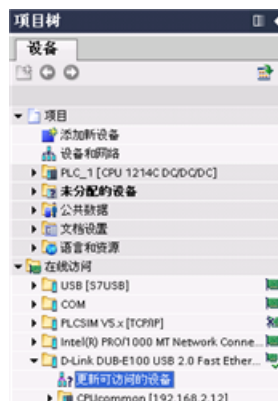 项目树
设备
项目
添加新设备
设备和网络
PLC_1 [CPU 1214C DC/DC/DC]
未分配的设备
公共数据
文档设置
语言和资源
在线访问
USB [S7USB]
COM
PLCSIM V5.x [TCP/IP]
Intel(R) PRO/1000 MT Network Conne...
D-Link DUB-E100 USB 2.0 Fast Ether...
更新可访问的设备
CPUcommon [192.168.2.12]